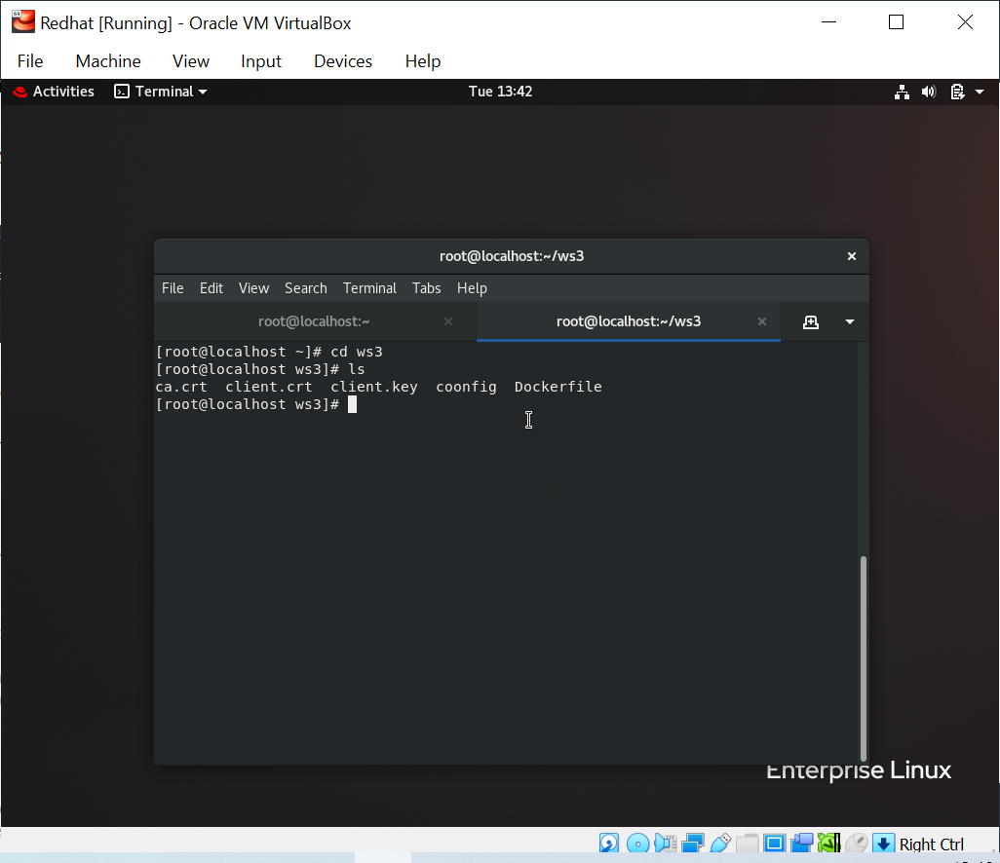 Redhat [Running] - Oracle VM VirtualBox
File Machine View Input Devices Help
Activities Terminal Tue 13:42
root@localhost:~/ws3
File Edit View Search Terminal Tabs Help
root@localhost:~ root@localhost:~/ws3
[root@localhost ~]# cd ws3
[root@localhost ws3]# ls
ca.crt client.crt client.key coonfig Dockerfile
[root@localhost ws3]#
Enterprise Linux
Right Ctrl